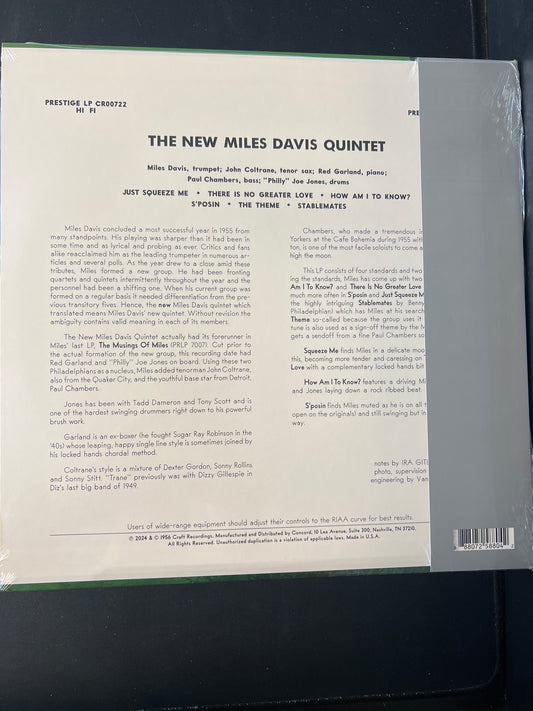 PRESTIGE LP CR00722
HI FI
PRE
THE NEW MILES DAVIS QUINTET
Miles Davis, trumpet; John Coltrane, tenor sax; Red Garland, piano;
Paul Chambers, bass; "Philly" Joe Jones, drums
JUST SQUEEZE ME • THERE IS NO GREATER LOVE • HOW AM I TO KNOW?
S'POSIN • THE THEME • STABLEMATES
Miles Davis concluded a most successful year in 1955 from
many standpoints. His playing was sharper than it had been in
some time and as lyrical and probing as ever. Critics and fans
alike reacclaimed him as the leading trumpeter in numerous ar-
ticles and several polls. As the year drew to a close amid these
tributes, Miles formed a new group. He had been fronting
quartets and quintets intermittently throughout the year and the
personnel had been a shifting one. When his current group was
formed on a regular basis it needed differentiation from the pre-
vious transitory fives. Hence, the new Miles Davis quintet which
translated means Miles Davis' new quintet. Without revision the
ambiguity contains valid meaning in each of its members.
The New Miles Davis Quintet actually had its forerunner in
Miles' last LP, The Musings Of Miles (PRLP 7007). Cut prior to
the actual formation of the new group, this recording date had
Red Garland and "Philly" Joe Jones on board. Using these two
Philadelphians as a nucleus, Miles added tenorman John Coltrane,
also from the Quaker City, and the youthful base star from Detroit,
Paul Chambers.
Jones has been with Tadd Dameron and Tony Scott and is
one of the hardest swinging drummers right down to his powerful
brush work.
Garland is an ex-boxer (he fought Sugar Ray Robinson in the
'40s) whose leaping, happy single line style is sometimes joined by
his locked hands chordal method.
Coltrane's style is a mixture of Dexter Gordon, Sonny Rollins
and Sonny Stitt. "Trane" previously was with Dizzy Gillespie in
Diz's last big band of 1949.
Chambers, who made a tremendous i
Yorkers at the Cafe Bohemia during 1955 wit
ton, is one of the most facile soloists to come a
high the moon.
This LP consists of four standards and two
ing the standards, Miles has come up with two
Am I To Know? and There Is No Greater Love
much more often in S'posin and Just Squeeze M
the highly intriguing Stablemates by Benny
Philadelphian) which has Miles at his search
Theme so-called because the group uses it
tune is also used as a sign-off theme by the M
gets a sendoff from a tine Paul Chambers so
Squeeze Me finds Miles in a delicate moo
this, becoming more tender and caressing on
Love with a complementary locked hands bit
How Am I To Know? features a driving Mi
and Jones laying down a rock ribbed beat.
S'posin finds Miles muted as he is on all t
open on the originals) and still swinging but in
way.
notes by IRA GITL
photo, supervision
engineering by Van
Users of wide-range equipment should adjust their controls to the RIAA curve for best results.
℗ 2024 & © 1956 Craft Recordings. Manufactured and Distributed by Concord, 10 Lea Avenue, Suite 300, Nashville, TN 37210.
All Rights Reserved. Unauthorized duplication is a violation of applicable laws. Made in U.S.A.
88072 58804 2